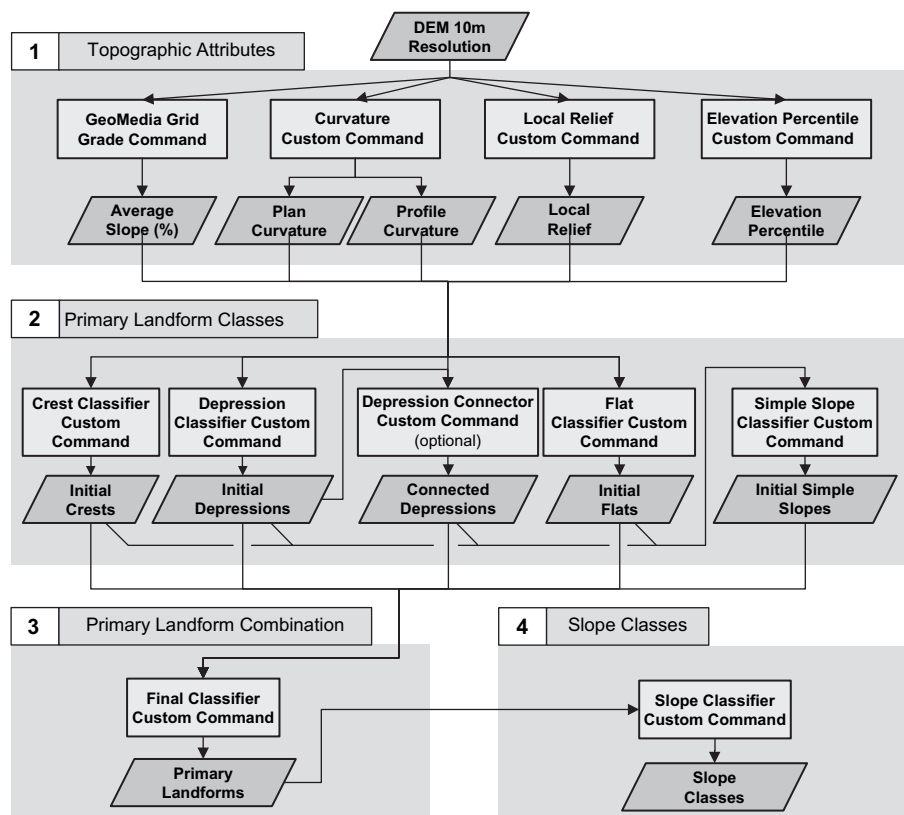 DEM 10m
Resolution
1 Topographic Attributes
GeoMedia Grid
Grade Command
Curvature
Custom Command
Local Relief
Custom Command
Elevation Percentile
Custom Command
Average
Slope (%)
Plan
Curvature
Profile
Curvature
Local
Relief
Elevation
Percentile
2 Primary Landform Classes
Crest Classifier
Custom
Command
Depression
Classifier Custom
Command
Depression Connector
Custom Command
(optional)
Flat
Classifier Custom
Command
Simple Slope
Classifier Custom
Command
Initial
Crests
Initial
Depressions
Connected
Depressions
Initial
Flats
Initial Simple
Slopes
3 Primary Landform Combination
Final Classifier
Custom Command
Primary
Landforms
4 Slope Classes
Slope Classifier
Custom Command
Slope
Classes